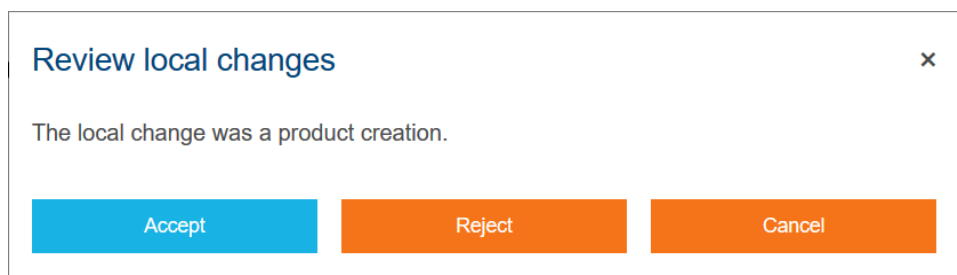 Review local changes
×
The local change was a product creation.
Accept
Reject
Cancel